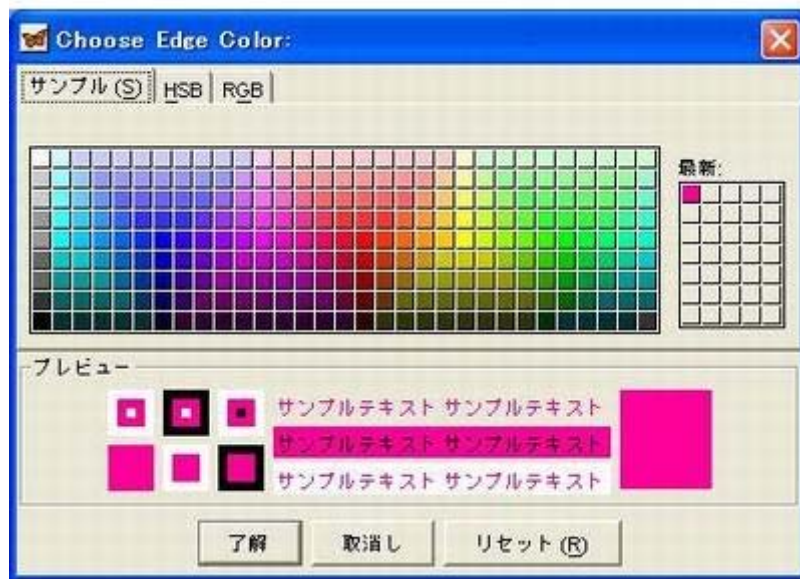 Choose Edge Color:
サンプル(S) HSB RGB
最新:
プレビュー
サンプルテキスト サンプルテキスト
サンプルテキスト サンプルテキスト
サンプルテキスト サンプルテキスト
了解 取消し リセット(R)